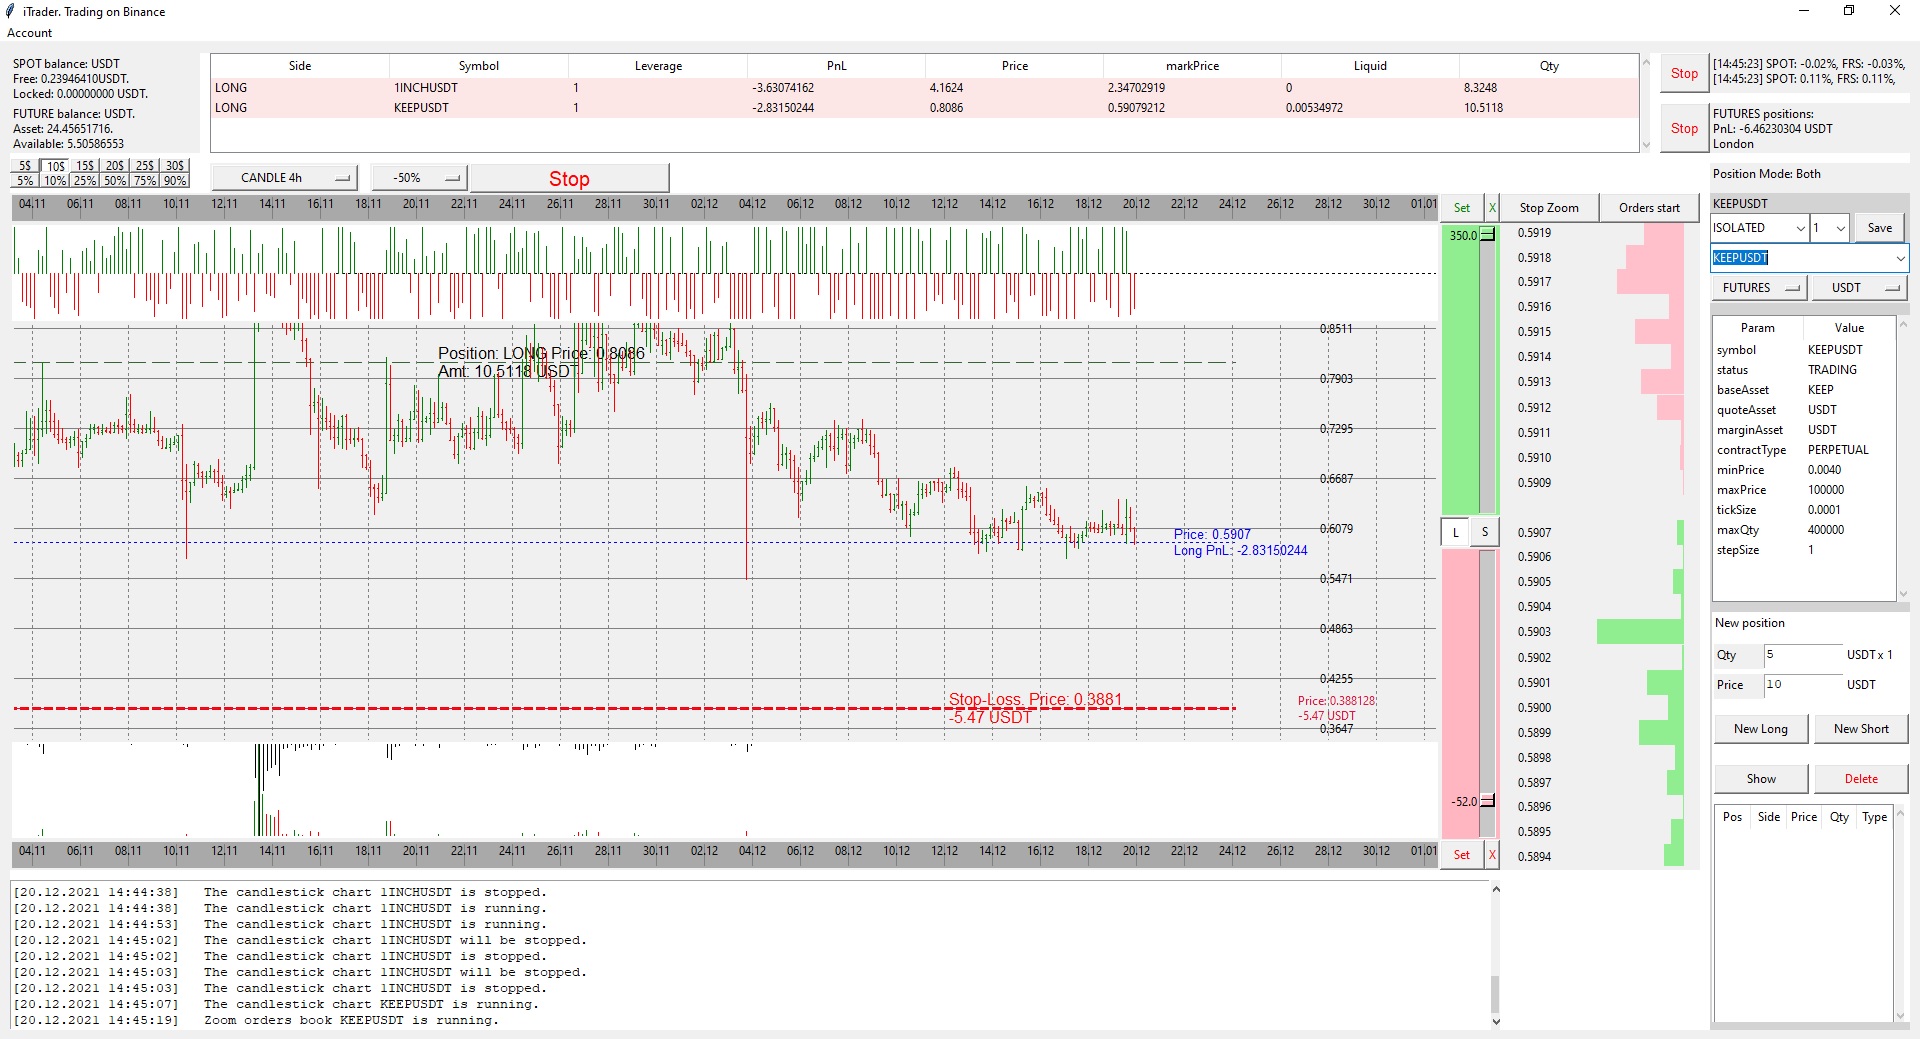 iTrader. Trading on Binance
Account
SPOT balance: USDT
Free: 0.23946410USDT.
Locked: 0.00000000 USDT.
FUTURE balance: USDT.
Asset: 24.45651716.
Available: 5.50586553
5$ 10$ 15$ 20$ 25$ 30$
5% 10% 25% 50% 75% 90%
Side Symbol Leverage PnL Price markPrice Liquid Qty
LONG 1INCHUSDT 1 -3.63074162 4.1624 2.34702919 0 8.3248
LONG KEEPUSDT 1 -2.83150244 0.8086 0.59079212 0.00534972 10.5118
Stop
[14:45:23] SPOT: -0.02%, FRS: -0.03%,
[14:45:23] SPOT: 0.11%, FRS: 0.11%,
Stop
FUTURES positions:
PnL: -6.46230304 USDT
London
CANDLE 4h -50% Stop
04.11 06.11 08.11 10.11 12.11 14.11 16.11 18.11 20.11 22.11 24.11 26.11 28.11 30.11 02.12 04.12 06.12 08.12 10.12 12.12 14.12 16.12 18.12 20.12 22.12 24.12 26.12 28.12 30.12 01.01
0.8511
0.7903
0.7295
0.6687
0.6079
0.5471
0.4863
0.4255
0.3647
Position: LONG Price: 0.8086
Amt: 10.5118 USDT
Price: 0.5907
Long PnL: -2.83150244
Stop-Loss. Price: 0.3881
-5.47 USDT
Price: 0.388128
-5.47 USDT
04.11 06.11 08.11 10.11 12.11 14.11 16.11 18.11 20.11 22.11 24.11 26.11 28.11 30.11 02.12 04.12 06.12 08.12 10.12 12.12 14.12 16.12 18.12 20.12 22.12 24.12 26.12 28.12 30.12 01.01
Set X
350.0
L S
-52.0
Set X
Stop Zoom Orders start
0.5919
0.5918
0.5917
0.5916
0.5915
0.5914
0.5913
0.5912
0.5911
0.5910
0.5909
0.5907
0.5906
0.5905
0.5904
0.5903
0.5902
0.5901
0.5900
0.5899
0.5898
0.5897
0.5896
0.5895
0.5894
Position Mode: Both
KEEPUSDT
ISOLATED 1 Save
KEEPUSDT
FUTURES USDT
Param Value
symbol KEEPUSDT
status TRADING
baseAsset KEEP
quoteAsset USDT
marginAsset USDT
contractType PERPETUAL
minPrice 0.0040
maxPrice 100000
tickSize 0.0001
maxQty 400000
stepSize 1
New position
Qty 5 USDT x 1
Price 10 USDT
New Long New Short
Show Delete
Pos Side Price Qty Type
[20.12.2021 14:44:38] The candlestick chart 1INCHUSDT is stopped.
[20.12.2021 14:44:38] The candlestick chart 1INCHUSDT is running.
[20.12.2021 14:44:53] The candlestick chart 1INCHUSDT is running.
[20.12.2021 14:45:02] The candlestick chart 1INCHUSDT will be stopped.
[20.12.2021 14:45:02] The candlestick chart 1INCHUSDT is stopped.
[20.12.2021 14:45:03] The candlestick chart 1INCHUSDT will be stopped.
[20.12.2021 14:45:03] The candlestick chart 1INCHUSDT is stopped.
[20.12.2021 14:45:07] The candlestick chart KEEPUSDT is running.
[20.12.2021 14:45:19] Zoom orders book KEEPUSDT is running.